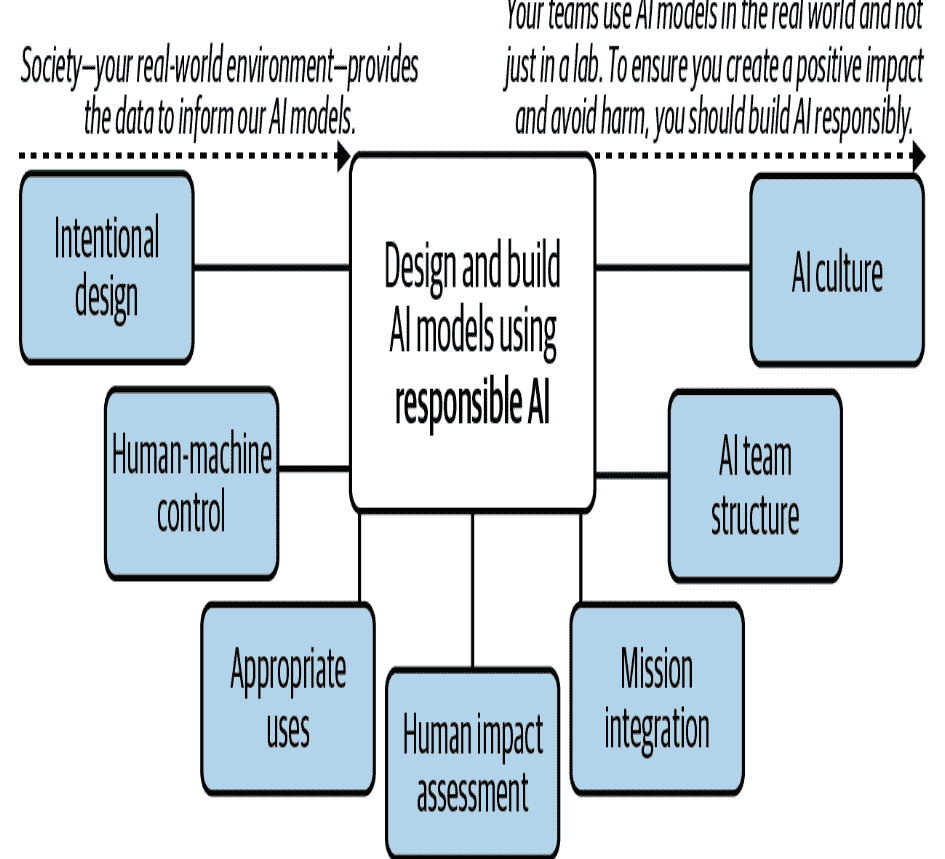 Society—your real-world environment—provides
the data to inform our AI models.
Your teams use AI models in the real world and not
just in a lab. To ensure you create a positive impact
and avoid harm, you should build AI responsibly.
Intentional
design
Human-machine
control
Appropriate
uses
Design and build
AI models using
responsible AI
Human impact
assessment
Mission
integration
AI team
structure
AI culture